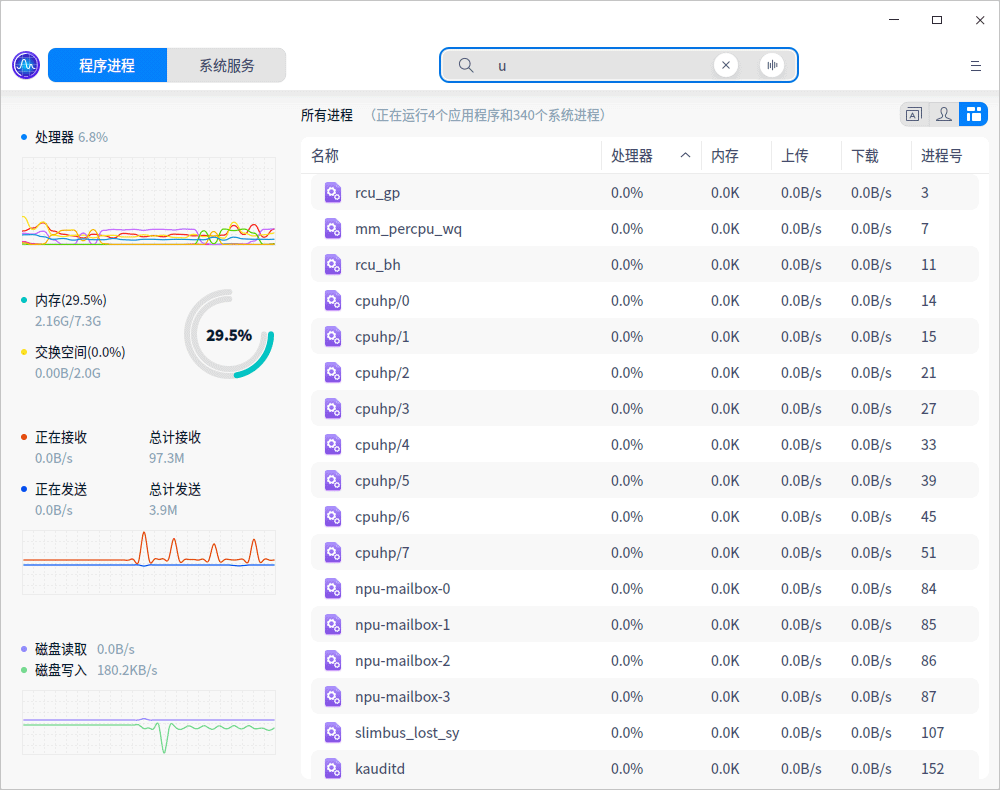 程序进程 系统服务 u
所有进程 （正在运行4个应用程序和340个系统进程）
处理器 6.8%
内存(29.5%)
2.16G/7.3G
29.5%
交换空间(0.0%)
0.00B/2.0G
正在接收 总计接收
0.0B/s 97.3M
正在发送 总计发送
0.0B/s 3.9M
磁盘读取 0.0B/s
磁盘写入 180.2KB/s
名称 处理器 内存 上传 下载 进程号
rcu_gp 0.0% 0.0K 0.0B/s 0.0B/s 3
mm_percpu_wq 0.0% 0.0K 0.0B/s 0.0B/s 7
rcu_bh 0.0% 0.0K 0.0B/s 0.0B/s 11
cpuhp/0 0.0% 0.0K 0.0B/s 0.0B/s 14
cpuhp/1 0.0% 0.0K 0.0B/s 0.0B/s 15
cpuhp/2 0.0% 0.0K 0.0B/s 0.0B/s 21
cpuhp/3 0.0% 0.0K 0.0B/s 0.0B/s 27
cpuhp/4 0.0% 0.0K 0.0B/s 0.0B/s 33
cpuhp/5 0.0% 0.0K 0.0B/s 0.0B/s 39
cpuhp/6 0.0% 0.0K 0.0B/s 0.0B/s 45
cpuhp/7 0.0% 0.0K 0.0B/s 0.0B/s 51
npu-mailbox-0 0.0% 0.0K 0.0B/s 0.0B/s 84
npu-mailbox-1 0.0% 0.0K 0.0B/s 0.0B/s 85
npu-mailbox-2 0.0% 0.0K 0.0B/s 0.0B/s 86
npu-mailbox-3 0.0% 0.0K 0.0B/s 0.0B/s 87
slimbus_lost_sy 0.0% 0.0K 0.0B/s 0.0B/s 107
kauditd 0.0% 0.0K 0.0B/s 0.0B/s 152